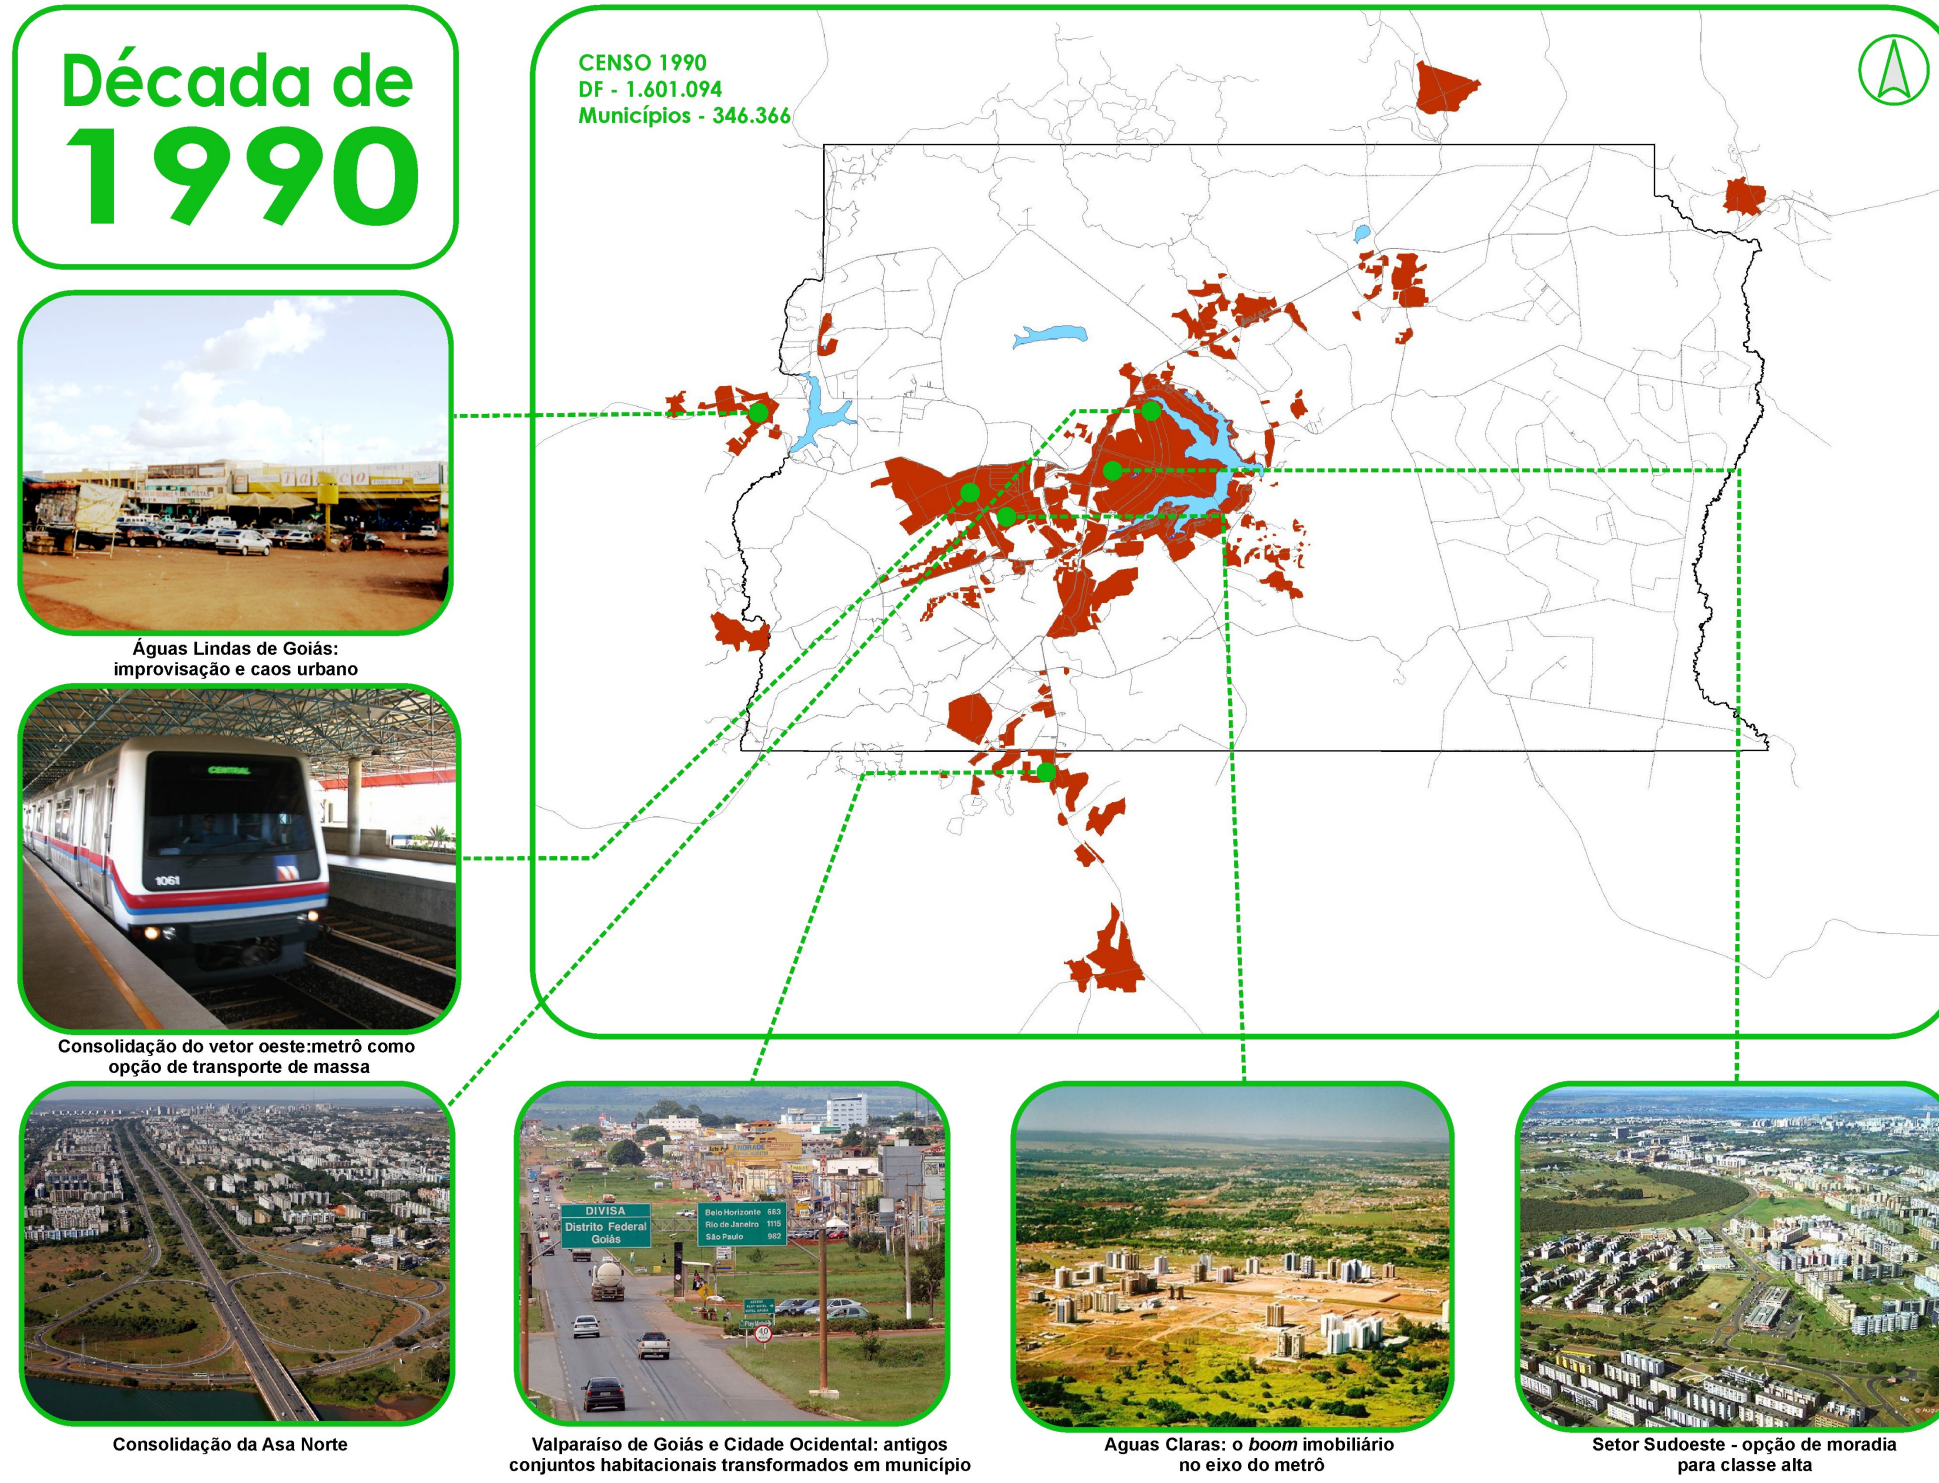 Década de
1990
CENSO 1990
DF - 1.601.094
Municípios - 346.366
Águas Lindas de Goiás:
improvisação e caos urbano
CENTRAL
1061
Consolidação do vetor oeste:metrô como
opção de transporte de massa
Consolidação da Asa Norte
DIVISA
Distrito Federal
Goiás
Belo Horizonte 683
Rio de Janeiro 1115
São Paulo 982
Valparaíso de Goiás e Cidade Ocidental: antigos
conjuntos habitacionais transformados em município
Aguas Claras: o boom imobiliário
no eixo do metrô
Setor Sudoeste - opção de moradia
para classe alta